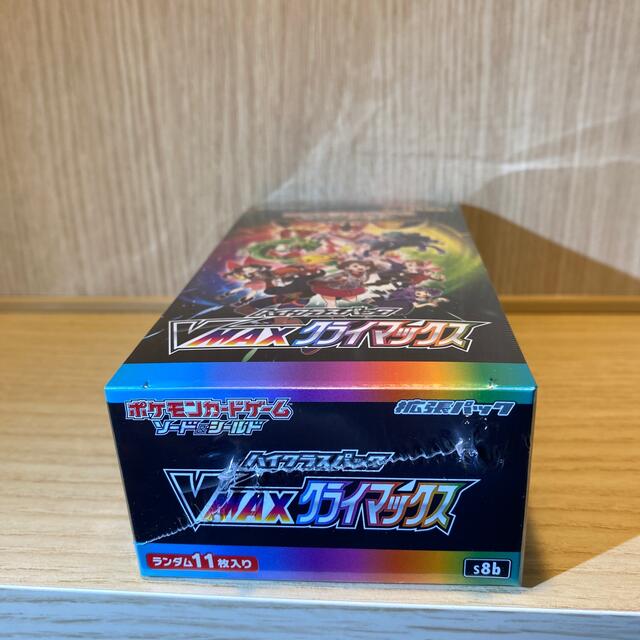 ハイクラスパック
VMAXクライマックス
ポケモンカードゲーム
ソード&シールド
拡張パック
ハイクラスパック
VMAXクライマックス
ランダム11枚入り
s8b